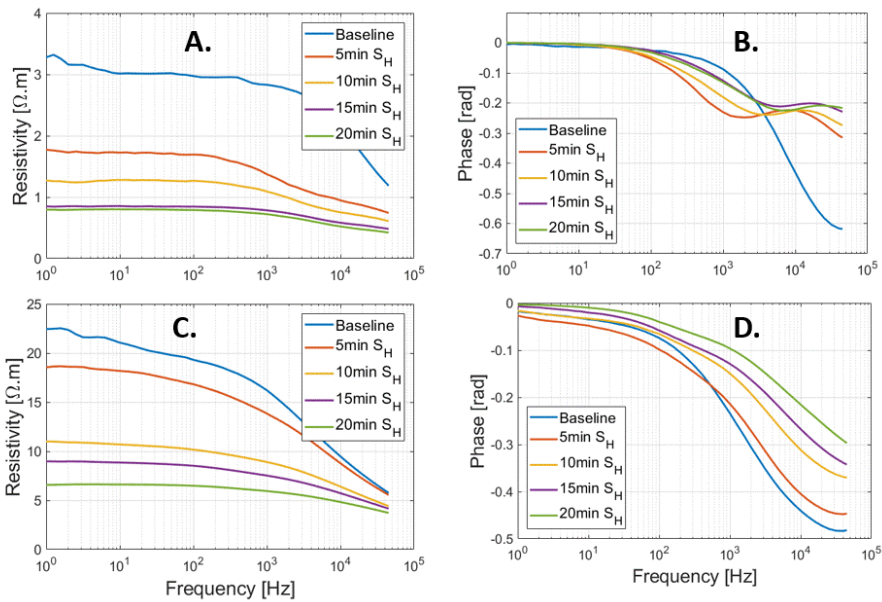 A.
Resistivity [Ω.m]
4
3
2
1
0
10^0 10^1 10^2 10^3 10^4 10^5
Baseline
5min S_H
10min S_H
15min S_H
20min S_H
B.
Phase [rad]
0
-0.1
-0.2
-0.3
-0.4
-0.5
-0.6
-0.7
10^0 10^1 10^2 10^3 10^4 10^5
Baseline
5min S_H
10min S_H
15min S_H
20min S_H
C.
Resistivity [Ω.m]
25
20
15
10
5
0
10^0 10^1 10^2 10^3 10^4 10^5
Frequency [Hz]
Baseline
5min S_H
10min S_H
15min S_H
20min S_H
D.
Phase [rad]
0
-0.1
-0.2
-0.3
-0.4
-0.5
10^0 10^1 10^2 10^3 10^4 10^5
Frequency [Hz]
Baseline
5min S_H
10min S_H
15min S_H
20min S_H